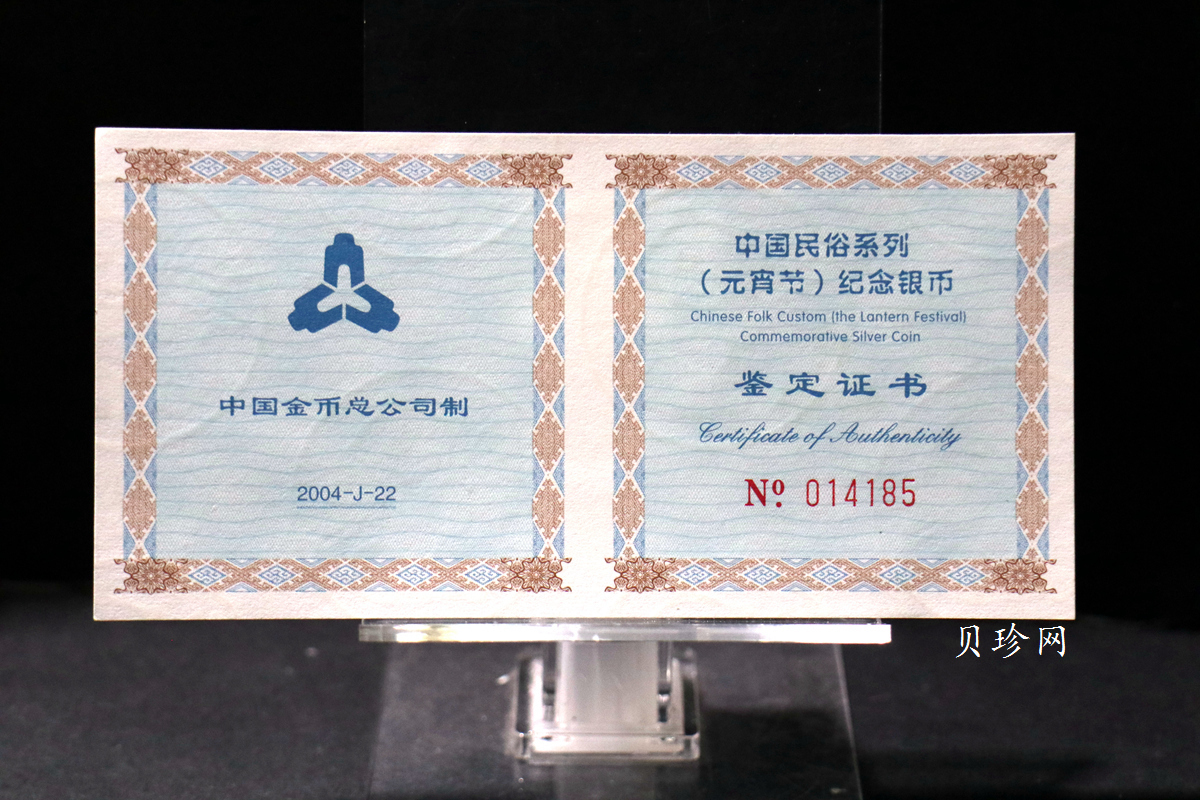 中国金币总公司制
2004-J-22
中国民俗系列
（元宵节）纪念银币
Chinese Folk Custom (the Lantern Festival)
Commemorative Silver Coin
鉴定证书
Certificate of Authenticity
Nº 014185
贝珍网